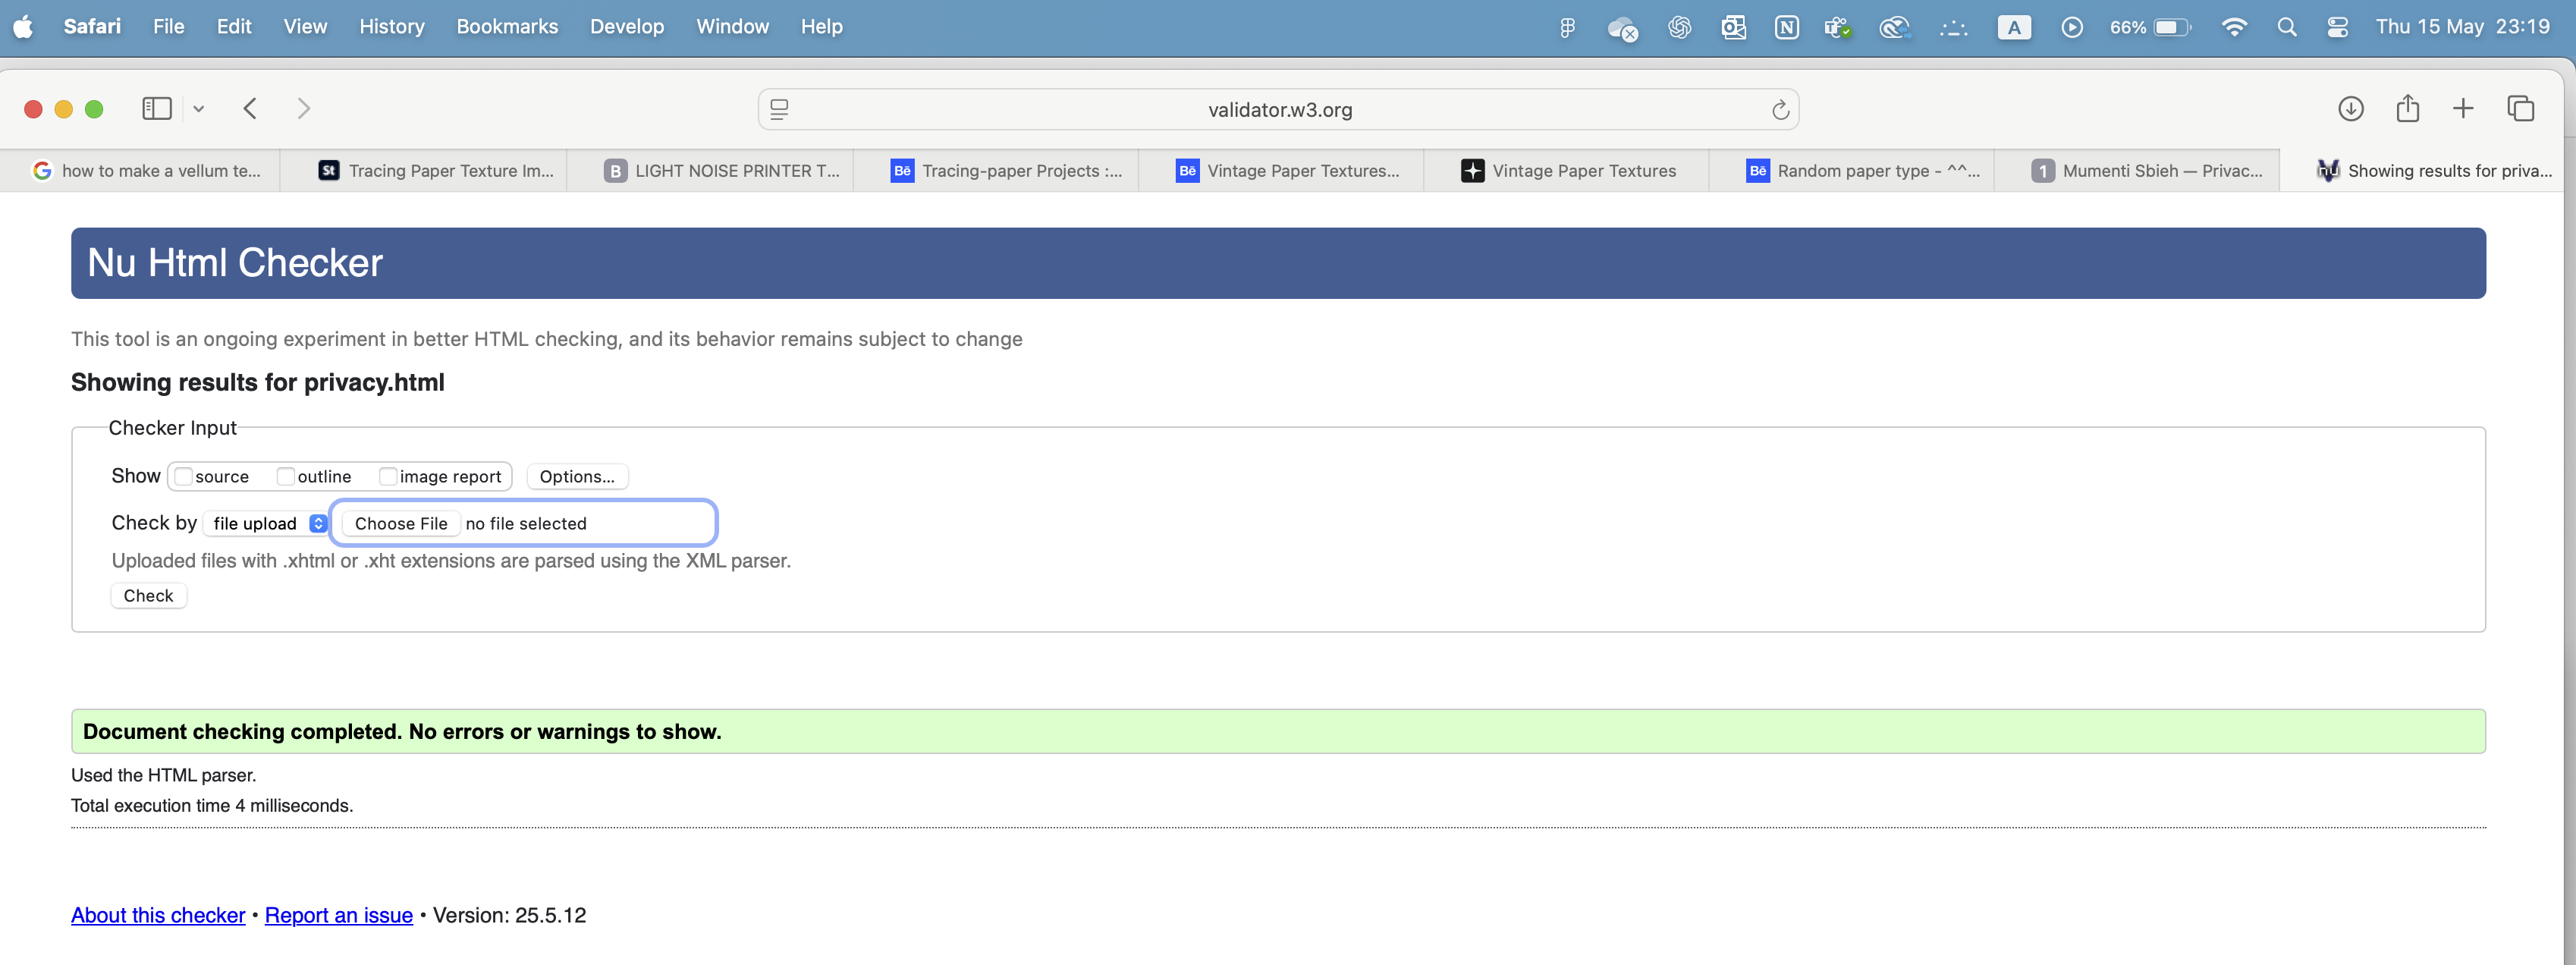 Safari File Edit View History Bookmarks Develop Window Help A 66% Thu 15 May 23:19
validator.w3.org
how to make a vellum te... St Tracing Paper Texture Im... B LIGHT NOISE PRINTER T... Bē Tracing-paper Projects :... Bē Vintage Paper Textures... Vintage Paper Textures Bē Random paper type - ^^... 1 Mumenti Sbieh — Privac... nu Showing results for priva...
Nu Html Checker
This tool is an ongoing experiment in better HTML checking, and its behavior remains subject to change
Showing results for privacy.html
Checker Input
Show source outline image report Options...
Check by file upload Choose File no file selected
Uploaded files with .xhtml or .xht extensions are parsed using the XML parser.
Check
Document checking completed. No errors or warnings to show.
Used the HTML parser.
Total execution time 4 milliseconds.
About this checker • Report an issue • Version: 25.5.12